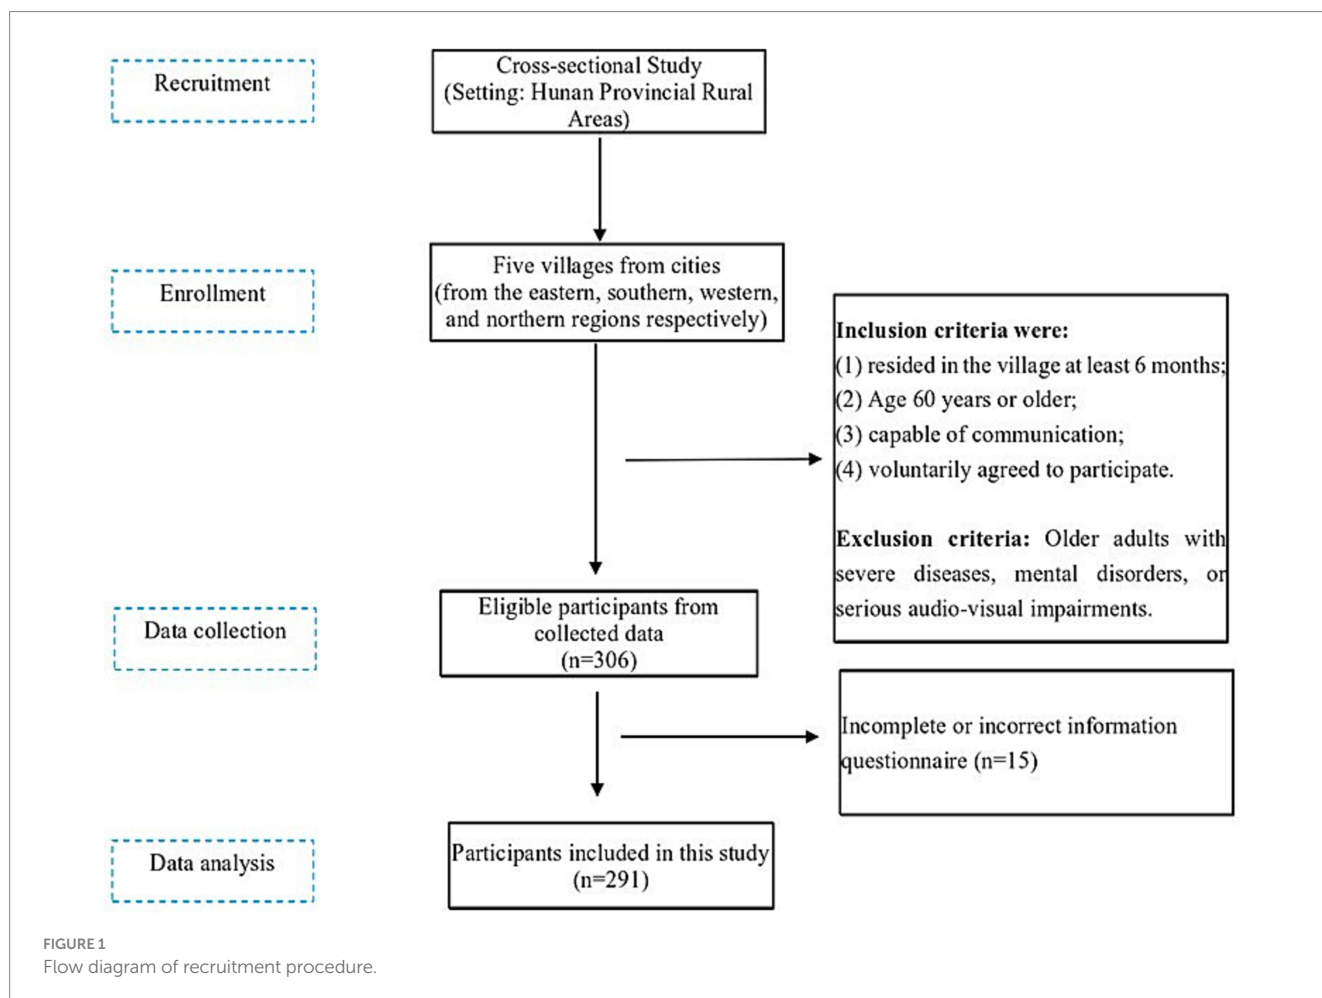 Recruitment
Cross-sectional Study
(Setting: Hunan Provincial Rural
Areas)
Enrollment
Five villages from cities
(from the eastern, southern, western,
and northern regions respectively)
Inclusion criteria were:
(1) resided in the village at least 6 months;
(2) Age 60 years or older;
(3) capable of communication;
(4) voluntarily agreed to participate.
Exclusion criteria: Older adults with
severe diseases, mental disorders, or
serious audio-visual impairments.
Data collection
Eligible participants from
collected data
(n=306)
Incomplete or incorrect information
questionnaire (n=15)
Data analysis
Participants included in this study
(n=291)
FIGURE 1
Flow diagram of recruitment procedure.